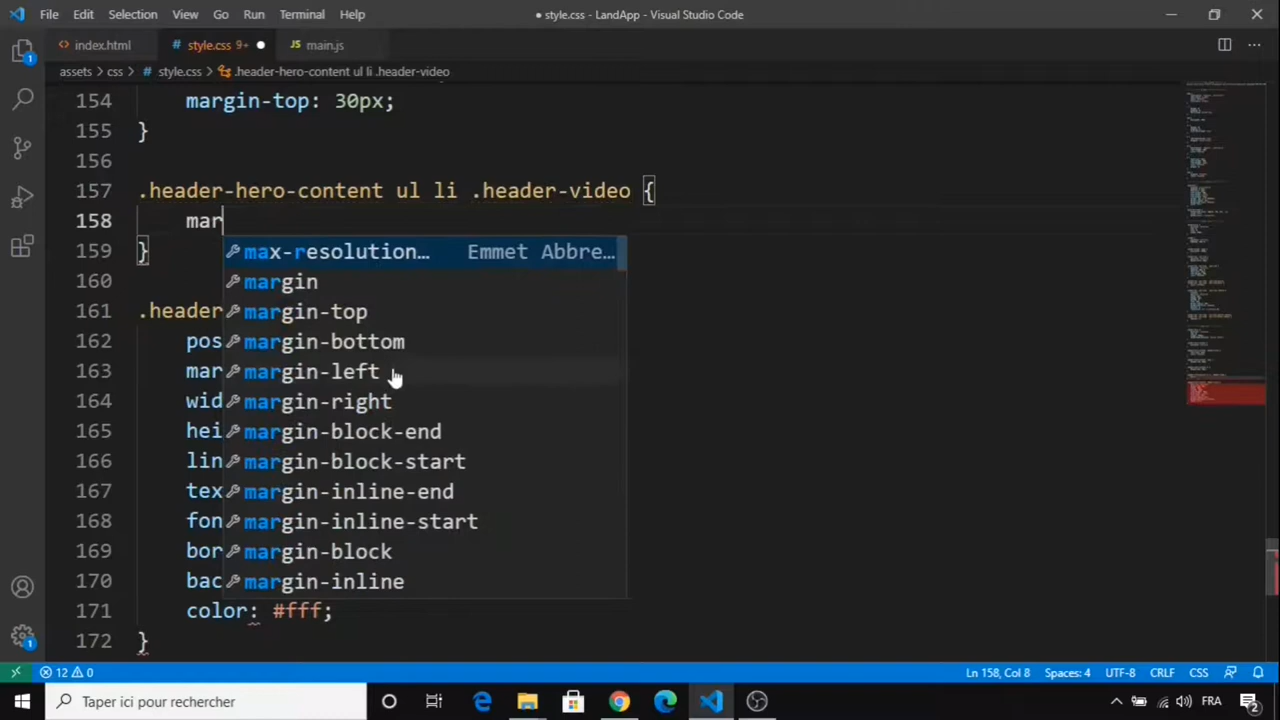 File Edit Selection View Go Run Terminal Help
● style.css - LandApp - Visual Studio Code
index.html
style.css 9+
main.js
assets > css > style.css > .header-hero-content ul li .header-video
154 margin-top: 30px;
155 }
156
157 .header-hero-content ul li .header-video {
158 mar
max-resolution… Emmet Abbre…
159 }
margin
160
161 .header
margin-top
162 pos
margin-bottom
163 mar
margin-left
164 wid
margin-right
165 hei
margin-block-end
166 lin
margin-block-start
167 tex
margin-inline-end
168 fon
margin-inline-start
169 bor
margin-block
170 bac
margin-inline
171 color: #fff;
172 }
1
1
12 0
Ln 158, Col 8 Spaces: 4 UTF-8 CRLF CSS
Taper ici pour rechercher
FRA
2